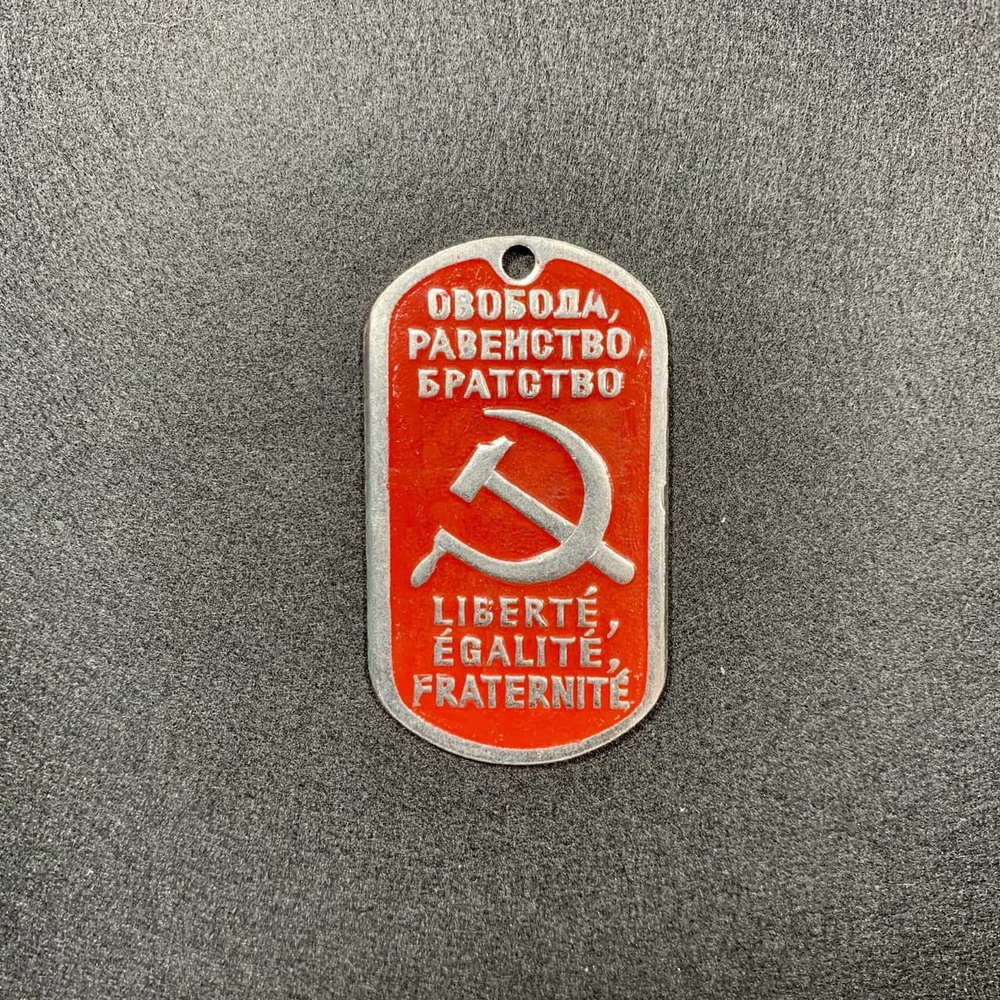 ОВОБОДА,
РАВЕНСТВО
БРАТСТВО
LIBERTÉ,
ÉGALITÉ,
FRATERNITÉ